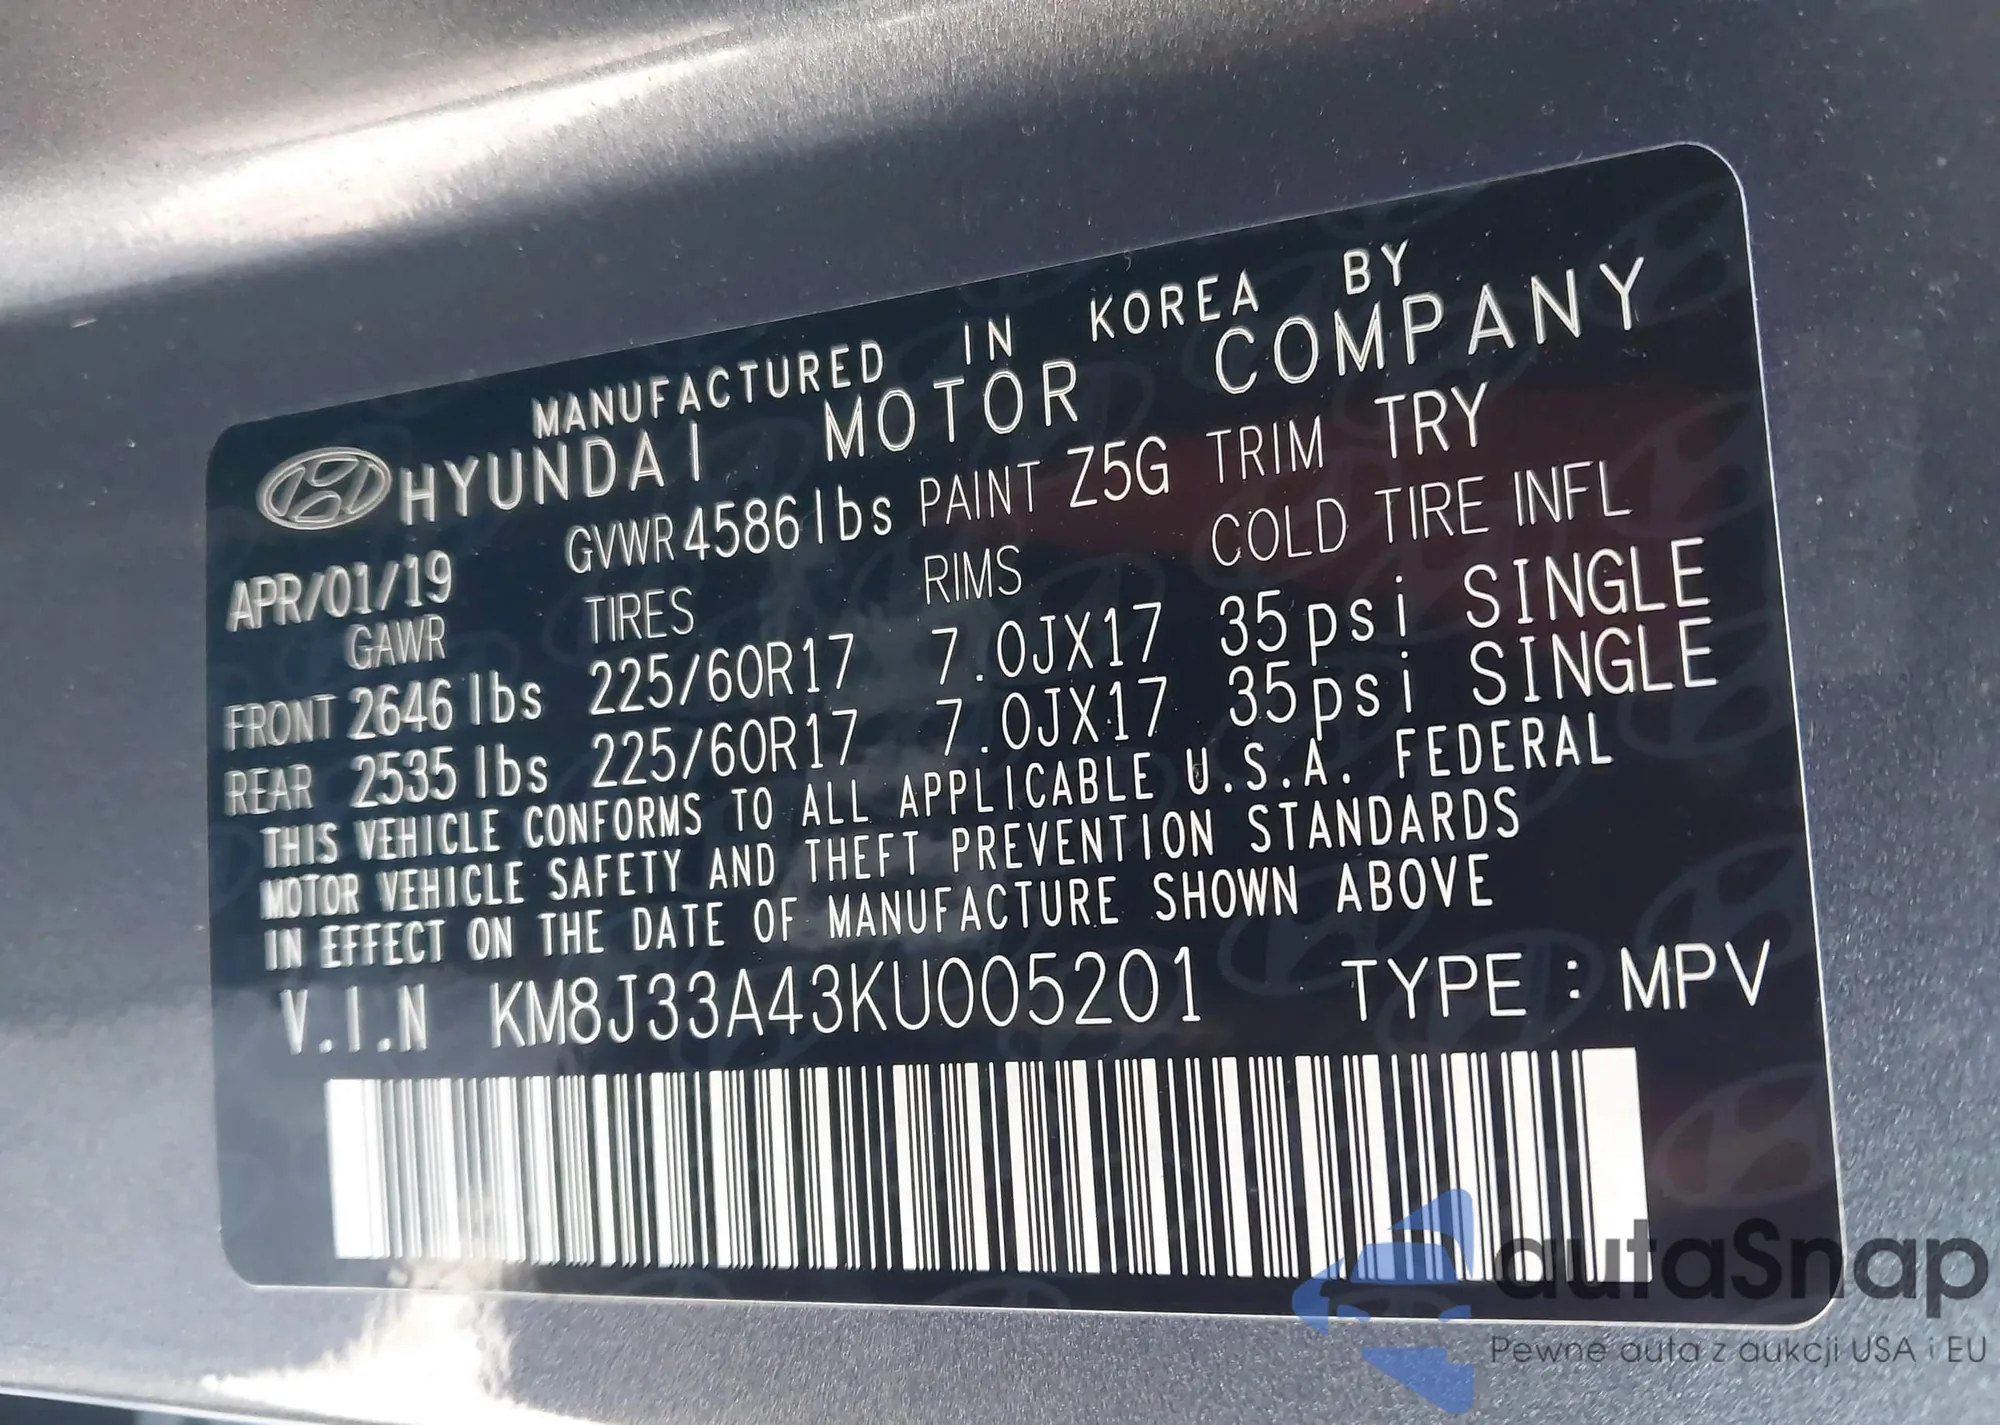 MANUFACTURED IN KOREA BY
HYUNDAI MOTOR COMPANY
APR/01/19 GVWR 4586 lbs PAINT Z5G TRIM TRY
GAWR TIRES RIMS COLD TIRE INFL
FRONT 2646 lbs 225/60R17 7.0JX17 35psi SINGLE
REAR 2535 lbs 225/60R17 7.0JX17 35psi SINGLE
THIS VEHICLE CONFORMS TO ALL APPLICABLE U.S.A. FEDERAL
MOTOR VEHICLE SAFETY AND THEFT PREVENTION STANDARDS
IN EFFECT ON THE DATE OF MANUFACTURE SHOWN ABOVE
V.I.N KM8J33A43KU005201 TYPE : MPV
autaSnap
Pewne auta z aukcji USA i EU